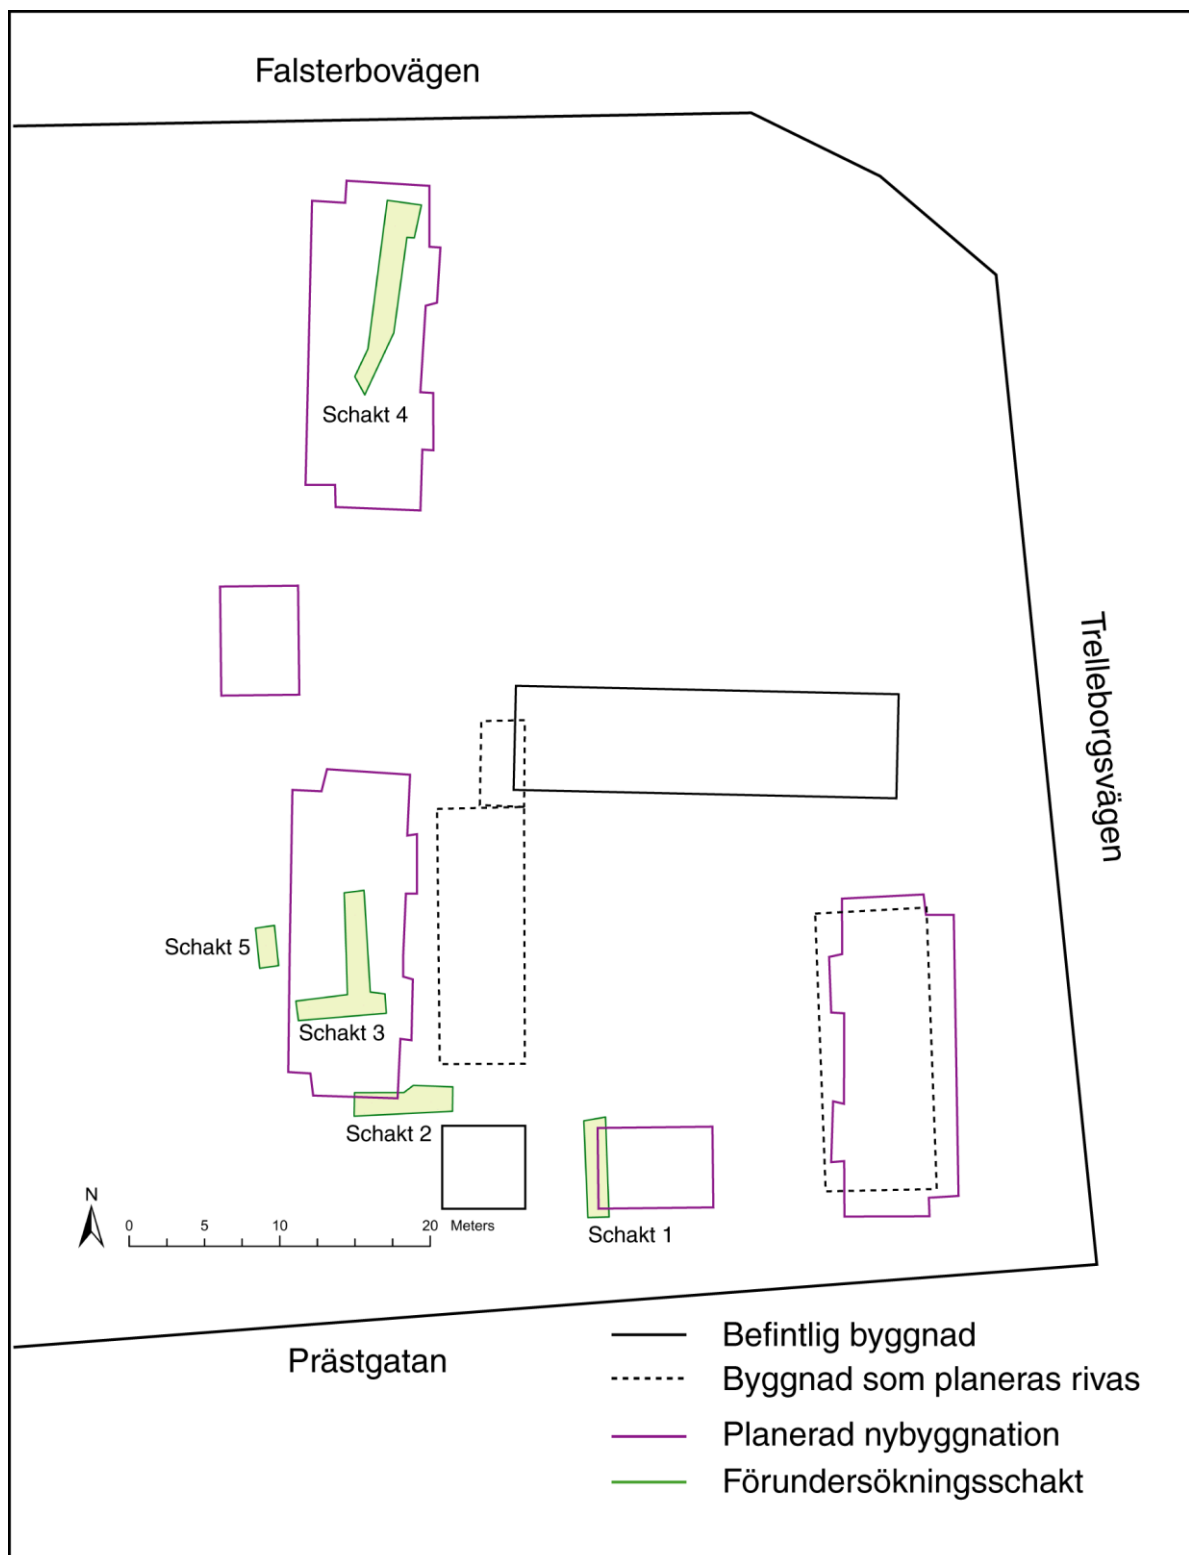 Falsterbovägen
Schakt 4
Trelleborgsvägen
Schakt 5
Schakt 3
Schakt 2
N
0 5 10 20 Meters
Schakt 1
Prästgatan
Befintlig byggnad
Byggnad som planeras rivas
Planerad nybyggnation
Förundersökningsschakt